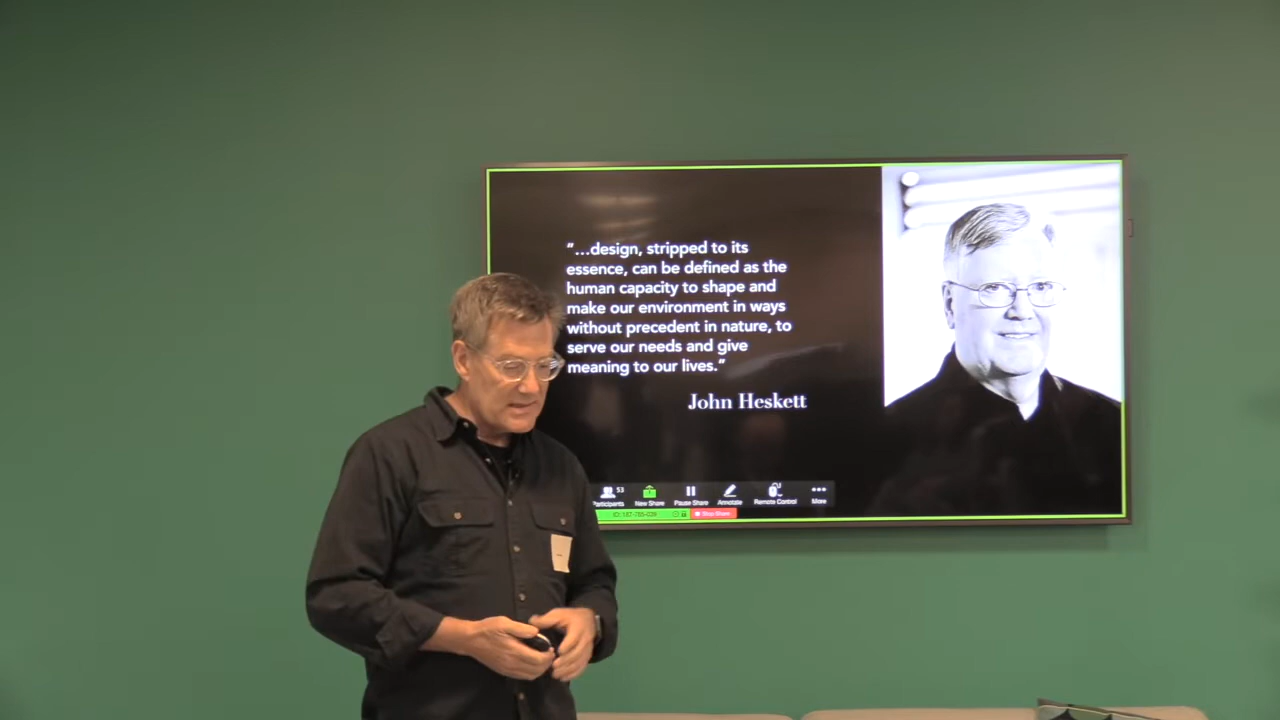 "...design, stripped to its
essence, can be defined as the
human capacity to shape and
make our environment in ways
without precedent in nature, to
serve our needs and give
meaning to our lives."
John Heskett
53
Participants
New Share
Pause Share
Annotate
Remote Control
More
Stop Share